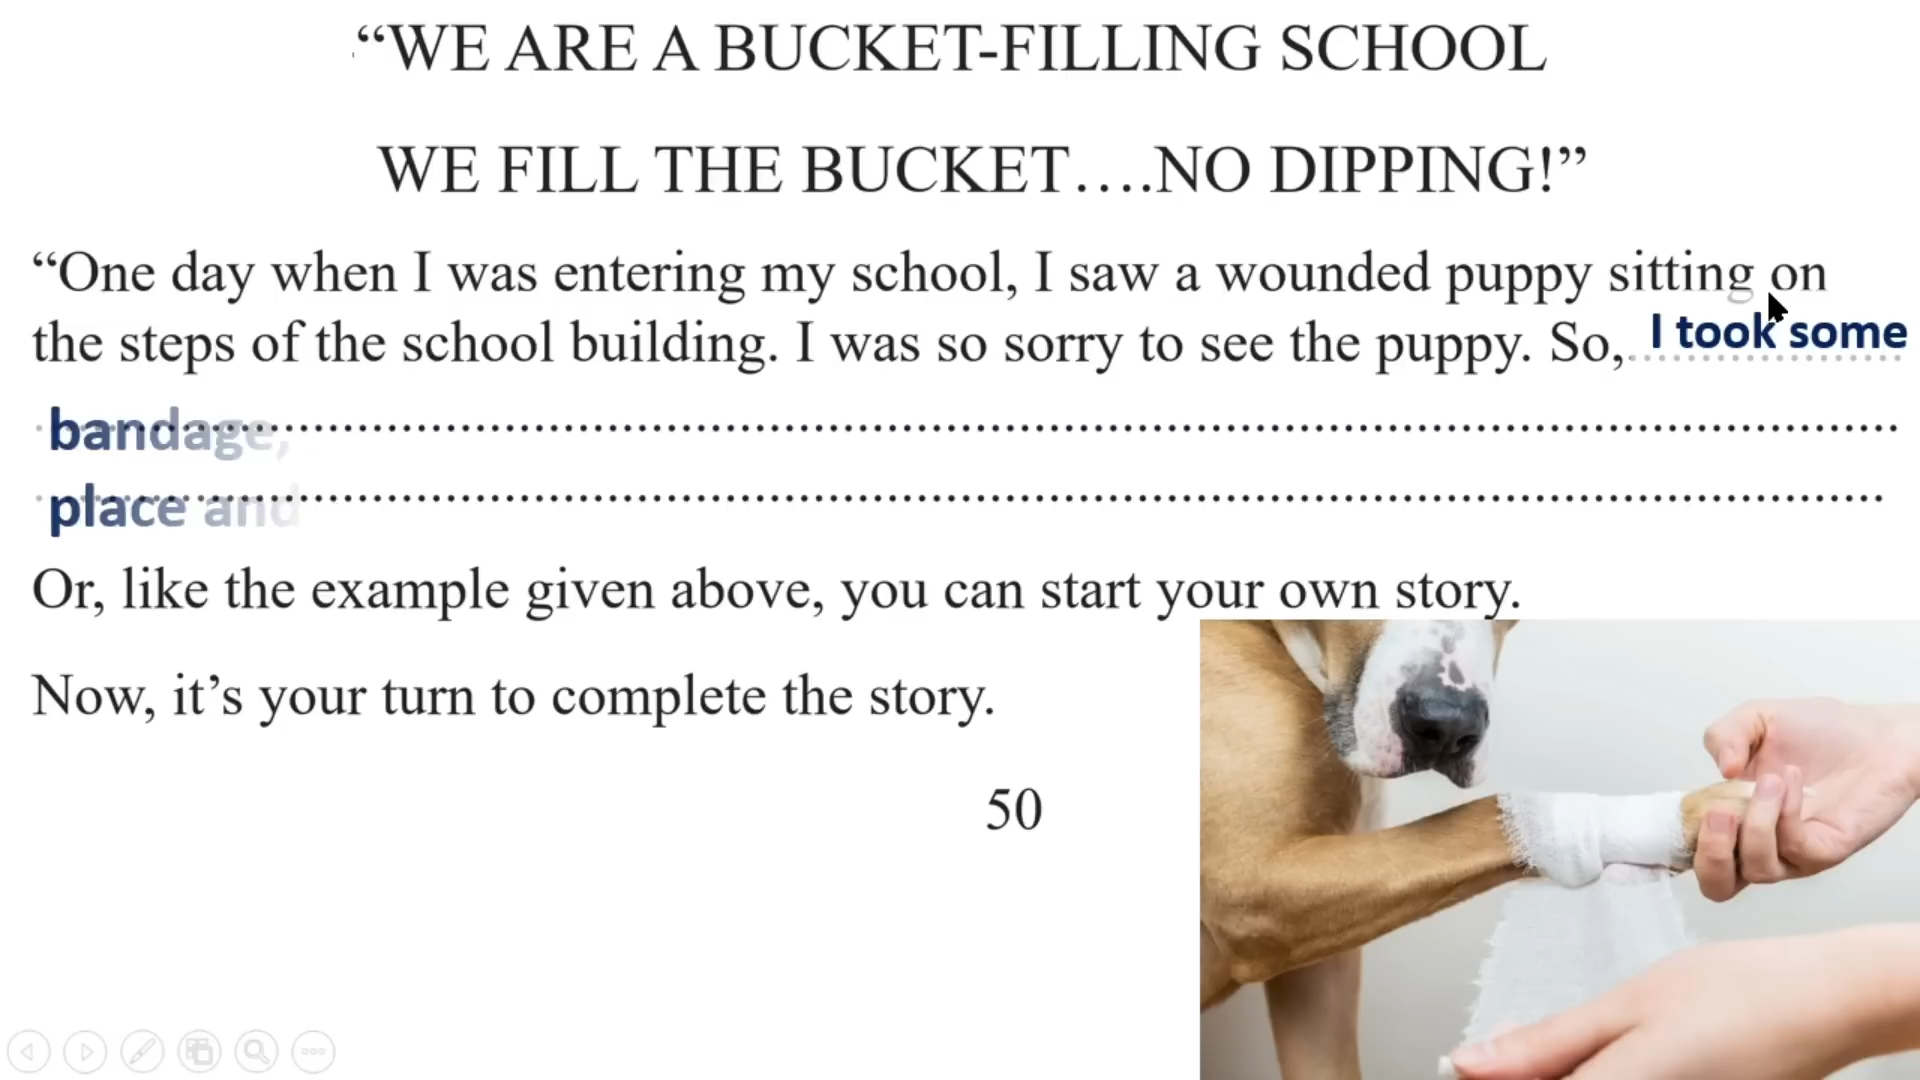 “WE ARE A BUCKET-FILLING SCHOOL
WE FILL THE BUCKET….NO DIPPING!”
“One day when I was entering my school, I saw a wounded puppy sitting on
the steps of the school building. I was so sorry to see the puppy. So, I took some
bandage,
place and
Or, like the example given above, you can start your own story.
Now, it’s your turn to complete the story.
50